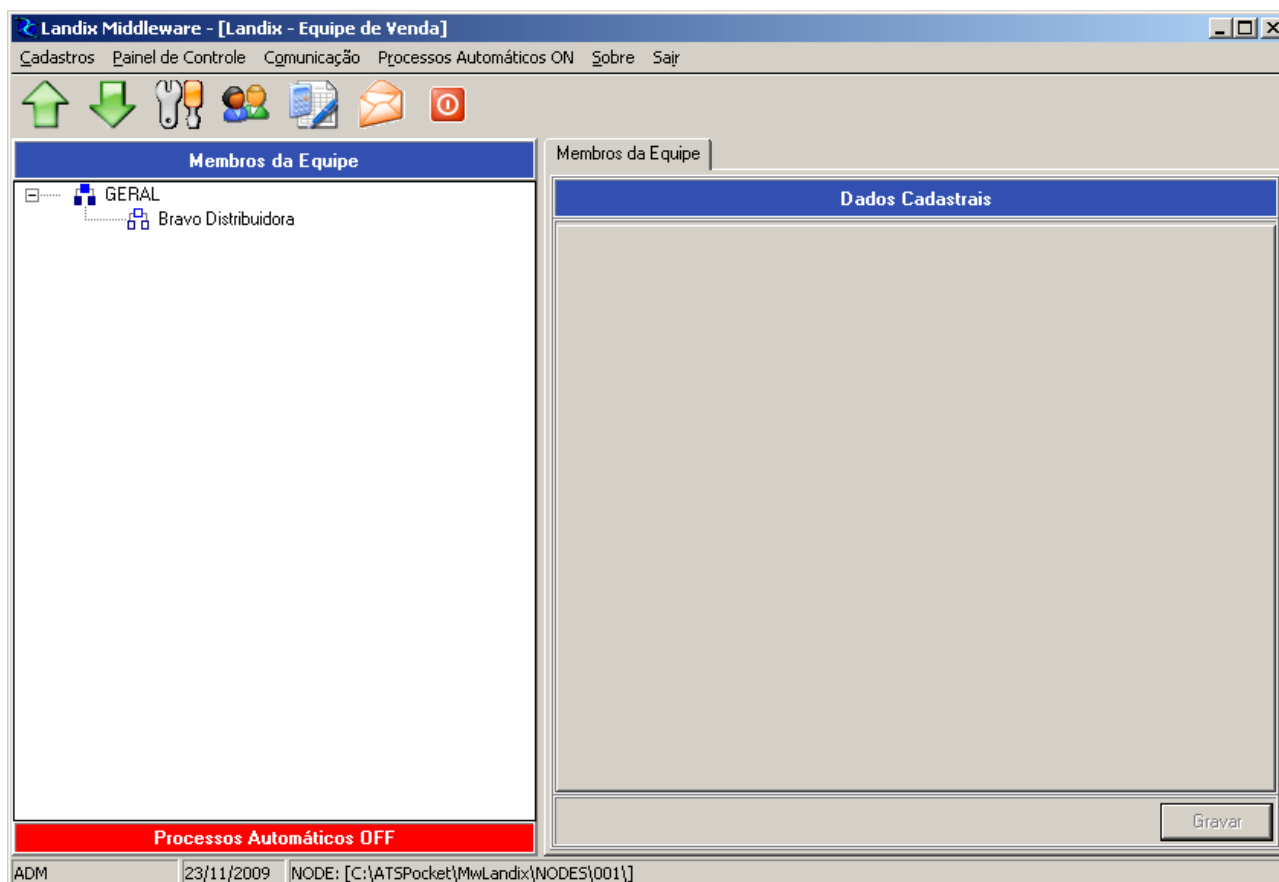 Landix Middleware - [Landix - Equipe de Venda]
Cadastros Painel de Controle Comunicação Processos Automáticos ON Sobre Sair
Membros da Equipe
GERAL
Bravo Distribuidora
Processos Automáticos OFF
Membros da Equipe
Dados Cadastrais
Gravar
ADM 23/11/2009 NODE: [C:\ATSPocket\MwLandix\NODES\001\]